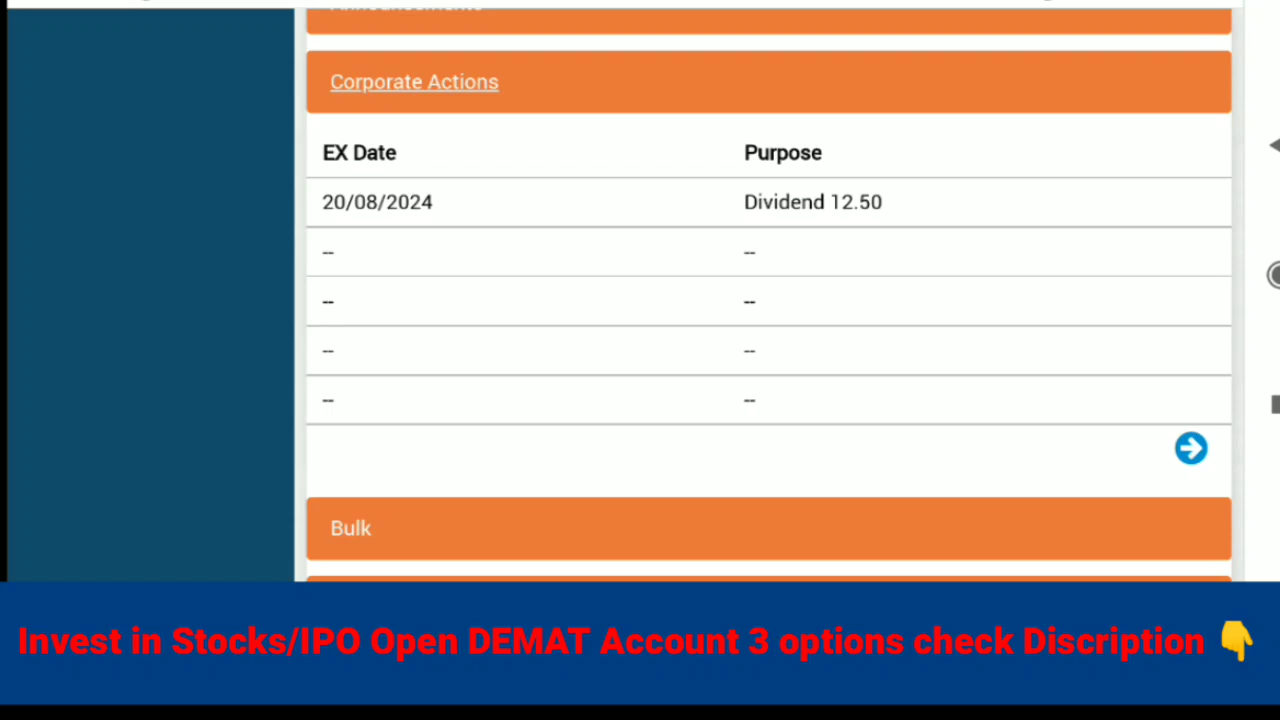 Corporate Actions
EX Date Purpose
20/08/2024 Dividend 12.50
-- --
-- --
-- --
-- --
Bulk
Invest in Stocks/IPO Open DEMAT Account 3 options check Discription 👇